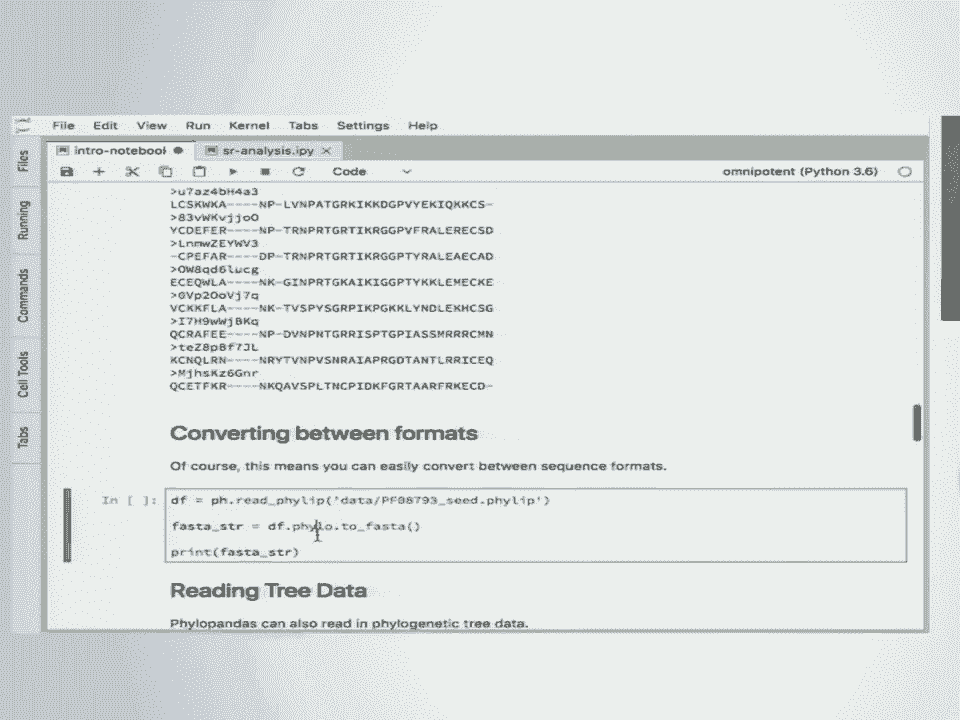 File Edit View Run Kernel Tabs Settings Help
intro-notebook sr-analysis.ipy
Code omnipotent (Python 3.6)
Files
Running
Commands
Cell Tools
Tabs
>u7az4bH4a3
LCSKWKA----NP-LVNPATGRKIKKDGPVYEKIQKKCS-
>83vWKvjjoO
YCDEFER----NP-TRNPRTGRTIKRGGPVFRALERECSD
>LnmwZEYWV3
-CPEFAR----DP-TRNPRTGRTIKRGGPTYRALEAECAD
>OW8qd6lucg
ECEQWLA----NK-GINPRTGKAIKIGGPTYKKLEMECKE
>0Vp2OoVj7q
VCKKFLA----NK-TVSPYSGRPIKPGKKLYNDLEKHCSG
>I7H9wWjBKq
QCRAFEE----NP-DVNPNTGRRISPTGPIASSMRRRCMN
>teZ8pBf7JL
KCNQLRN----NRYTVNPVSNRAIAPRGDTANTLRRICEQ
>MjhsKz6Gnr
QCETFKR----NKQAVSPLTNCPIDKFGRTAARFRKECD-
Converting between formats
Of course, this means you can easily convert between sequence formats.
In [ ]: df = ph.read_phylip('data/PF08793_seed.phylip')
fasta_str = df.phylo.to_fasta()
print(fasta_str)
Reading Tree Data
Phylopandas can also read in phylogenetic tree data.